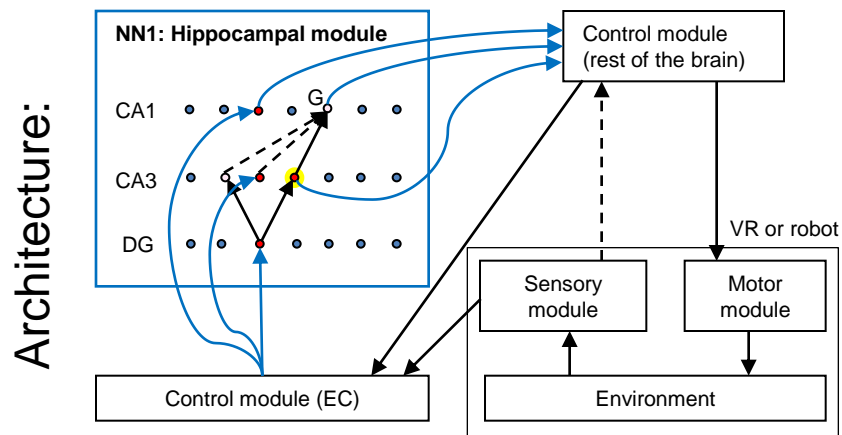 Architecture:
NN1: Hippocampal module
G
CA1
CA3
DG
Control module
(rest of the brain)
VR or robot
Sensory
module
Motor
module
Control module (EC)
Environment